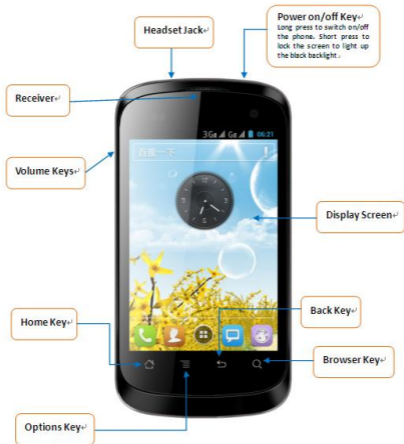 Headset Jack
Power on/off Key
Long press to switch on/off
the phone. Short press to
lock the screen to light up
the black backlight.
Receiver
3G G 06:21
百度一下
Volume Keys
Display Screen
Home Key
Back Key
Browser Key
Options Key